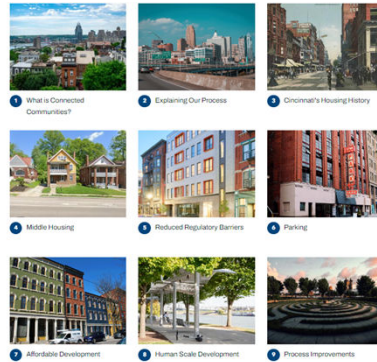 1 What is Connected
Communities?
2 Explaining Our Process
3 Cincinnati's Housing History
4 Middle Housing
5 Reduced Regulatory Barriers
6 Parking
7 Affordable Development
8 Human Scale Development
9 Process Improvements